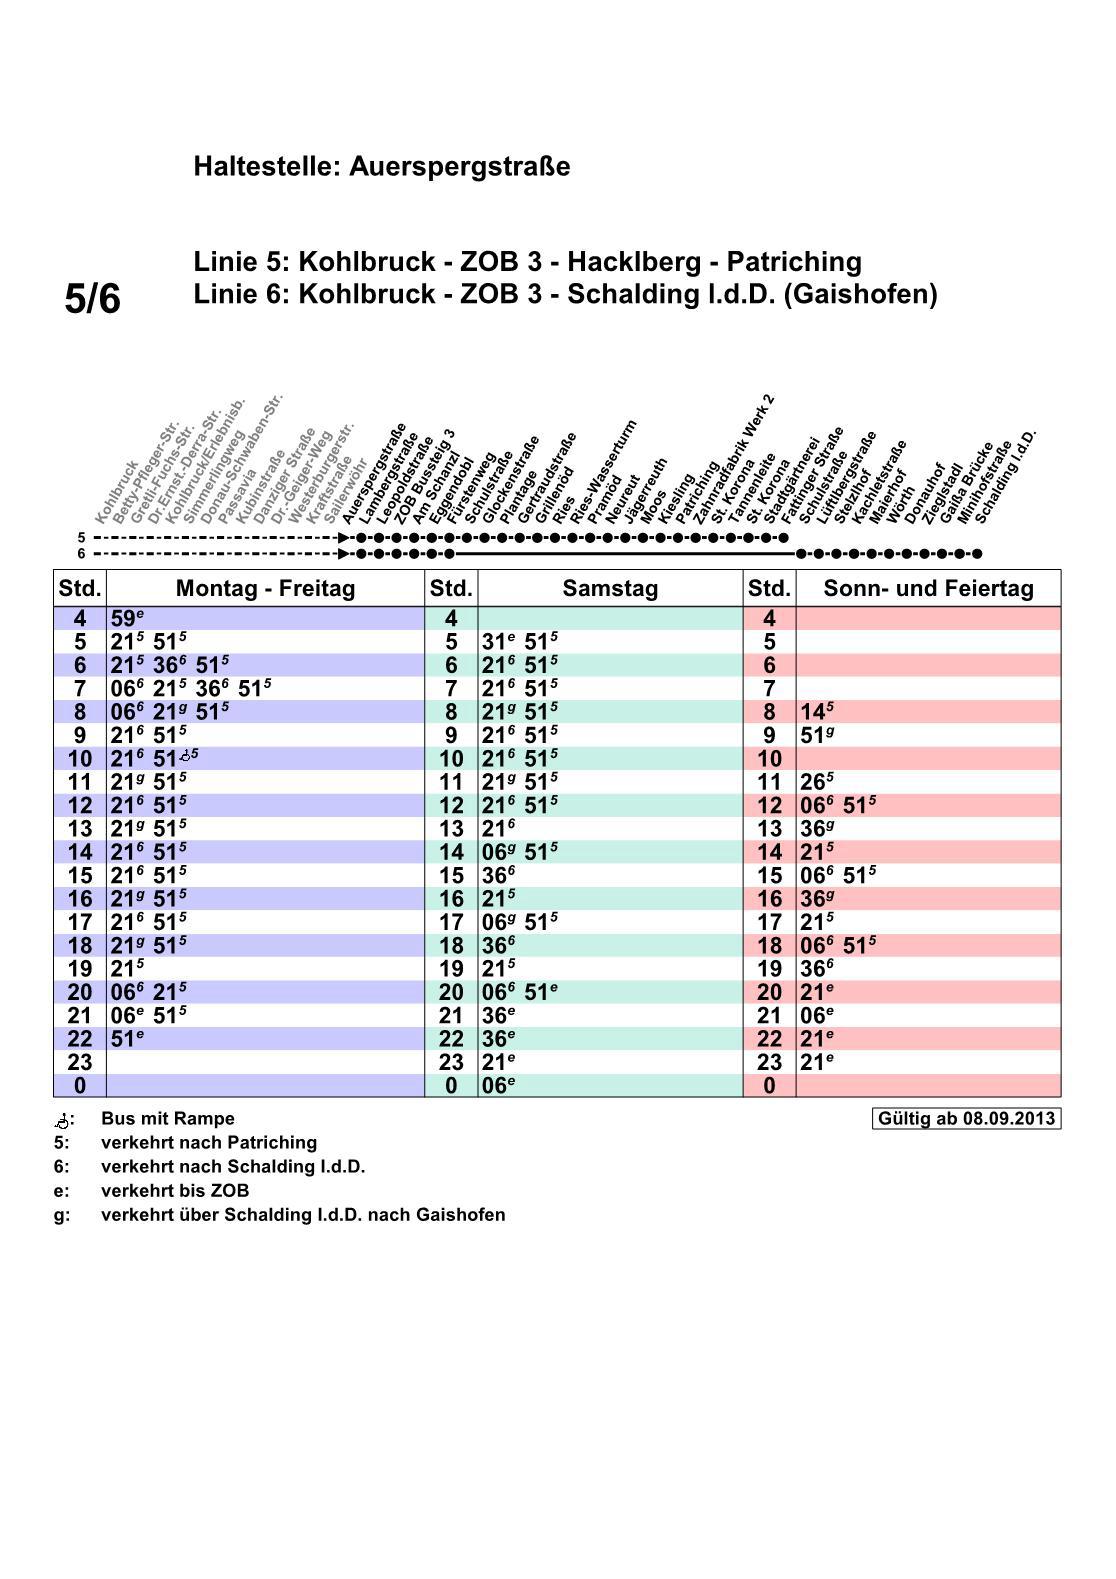 Haltestelle: Auerspergstraße
5/6
Linie 5: Kohlbruck - ZOB 3 - Hacklberg - Patriching
Linie 6: Kohlbruck - ZOB 3 - Schalding l.d.D. (Gaishofen)
Kohlbruck
Betty-Pfleger-Str.
Gretl-Fuchs-Str.
Dr.Ernst.-Derra-Str.
Kohlbruck/Erlebnisb.
Simmerlingweg
Donau-Schwaben-Str.
Passavia
Kubinstraße
Danziger Straße
Dr.-Geiger-Weg
Westerburgerstr.
Kraftstraße
Sailerwöhr
Auerspergstraße
Lambergstraße
Leopoldstraße
ZOB Bussteig 3
Am Schanzl
Eggendobl
Fürstenweg
Schulstraße
Glockenstraße
Plantage
Gertraudstraße
Grillenöd
Ries
Ries-Wasserturm
Pramöd
Neureut
Jägerreuth
Moos
Kiesling
Patriching
Zahnradfabrik Werk 2
St. Korona
Tannenleite
St. Korona
Stadtgärtnerei
Fattinger Straße
Schulstraße
Lüftlbergstraße
Stelzlhof
Kachletstraße
Maierhof
Wörth
Donauhof
Zieglstadl
Gaißa Brücke
Minihofstraße
Schalding l.d.D.
5
6
Std. Montag - Freitag Std. Samstag Std. Sonn- und Feiertag
4 59e 4 4
5 215 515 5 31e 515 5
6 215 366 515 6 216 515 6
7 066 215 366 515 7 216 515 7
8 066 21g 515 8 21g 515 8 145
9 216 515 9 216 515 9 51g
10 216 51♿5 10 216 515 10
11 21g 515 11 21g 515 11 265
12 216 515 12 216 515 12 066 515
13 21g 515 13 216 13 36g
14 216 515 14 06g 515 14 215
15 216 515 15 366 15 066 515
16 21g 515 16 215 16 36g
17 216 515 17 06g 515 17 215
18 21g 515 18 366 18 066 515
19 215 19 215 19 366
20 066 215 20 066 51e 20 21e
21 06e 515 21 36e 21 06e
22 51e 22 36e 22 21e
23 23 21e 23 21e
0 0 06e 0
♿: Bus mit Rampe
Gültig ab 08.09.2013
5: verkehrt nach Patriching
6: verkehrt nach Schalding l.d.D.
e: verkehrt bis ZOB
g: verkehrt über Schalding l.d.D. nach Gaishofen